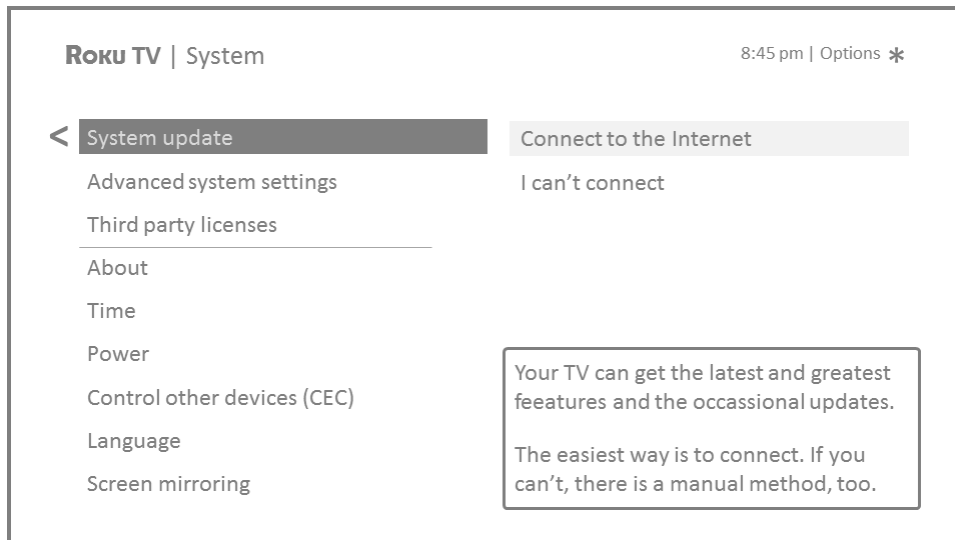 Roku TV | System
8:45 pm | Options *
< System update
Connect to the Internet
Advanced system settings
I can't connect
Third party licenses
About
Time
Power
Control other devices (CEC)
Language
Screen mirroring
Your TV can get the latest and greatest
feeatures and the occassional updates.
The easiest way is to connect. If you
can't, there is a manual method, too.